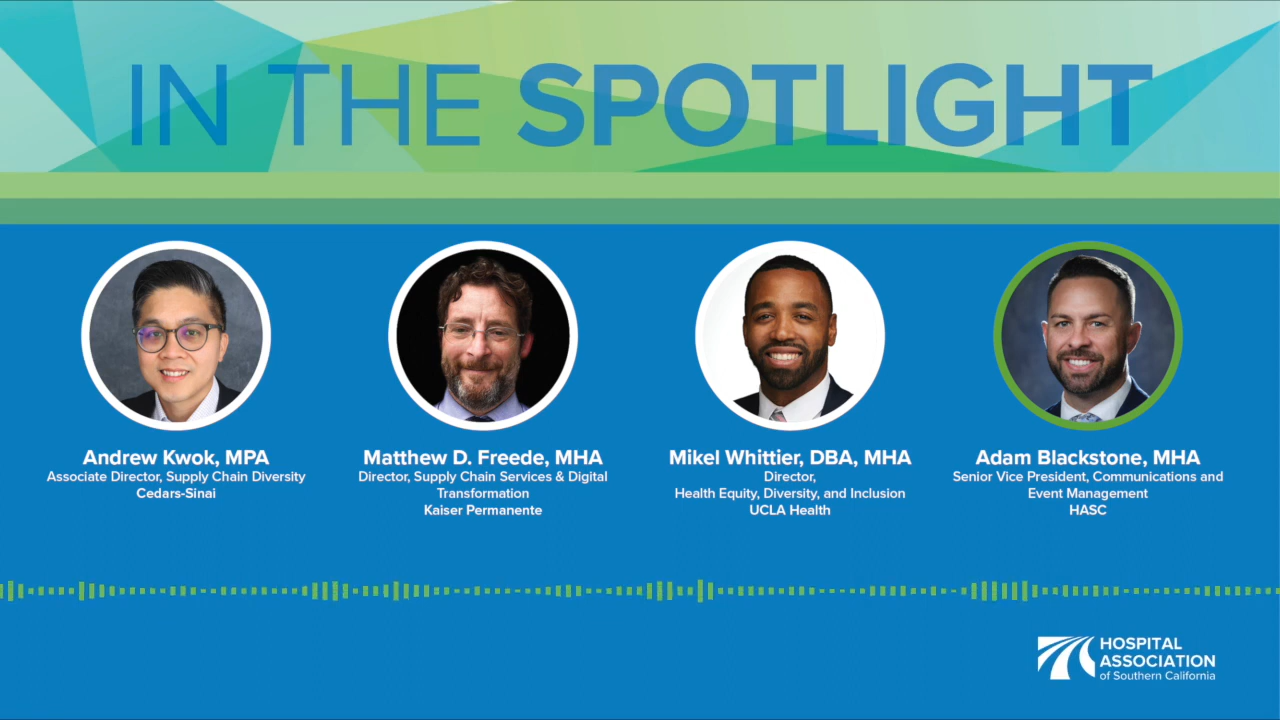 IN THE SPOTLIGHT
Andrew Kwok, MPA
Associate Director, Supply Chain Diversity
Cedars-Sinai
Matthew D. Freede, MHA
Director, Supply Chain Services & Digital
Transformation
Kaiser Permanente
Mikel Whittier, DBA, MHA
Director,
Health Equity, Diversity, and Inclusion
UCLA Health
Adam Blackstone, MHA
Senior Vice President, Communications and
Event Management
HASC
HOSPITAL
ASSOCIATION
of Southern California